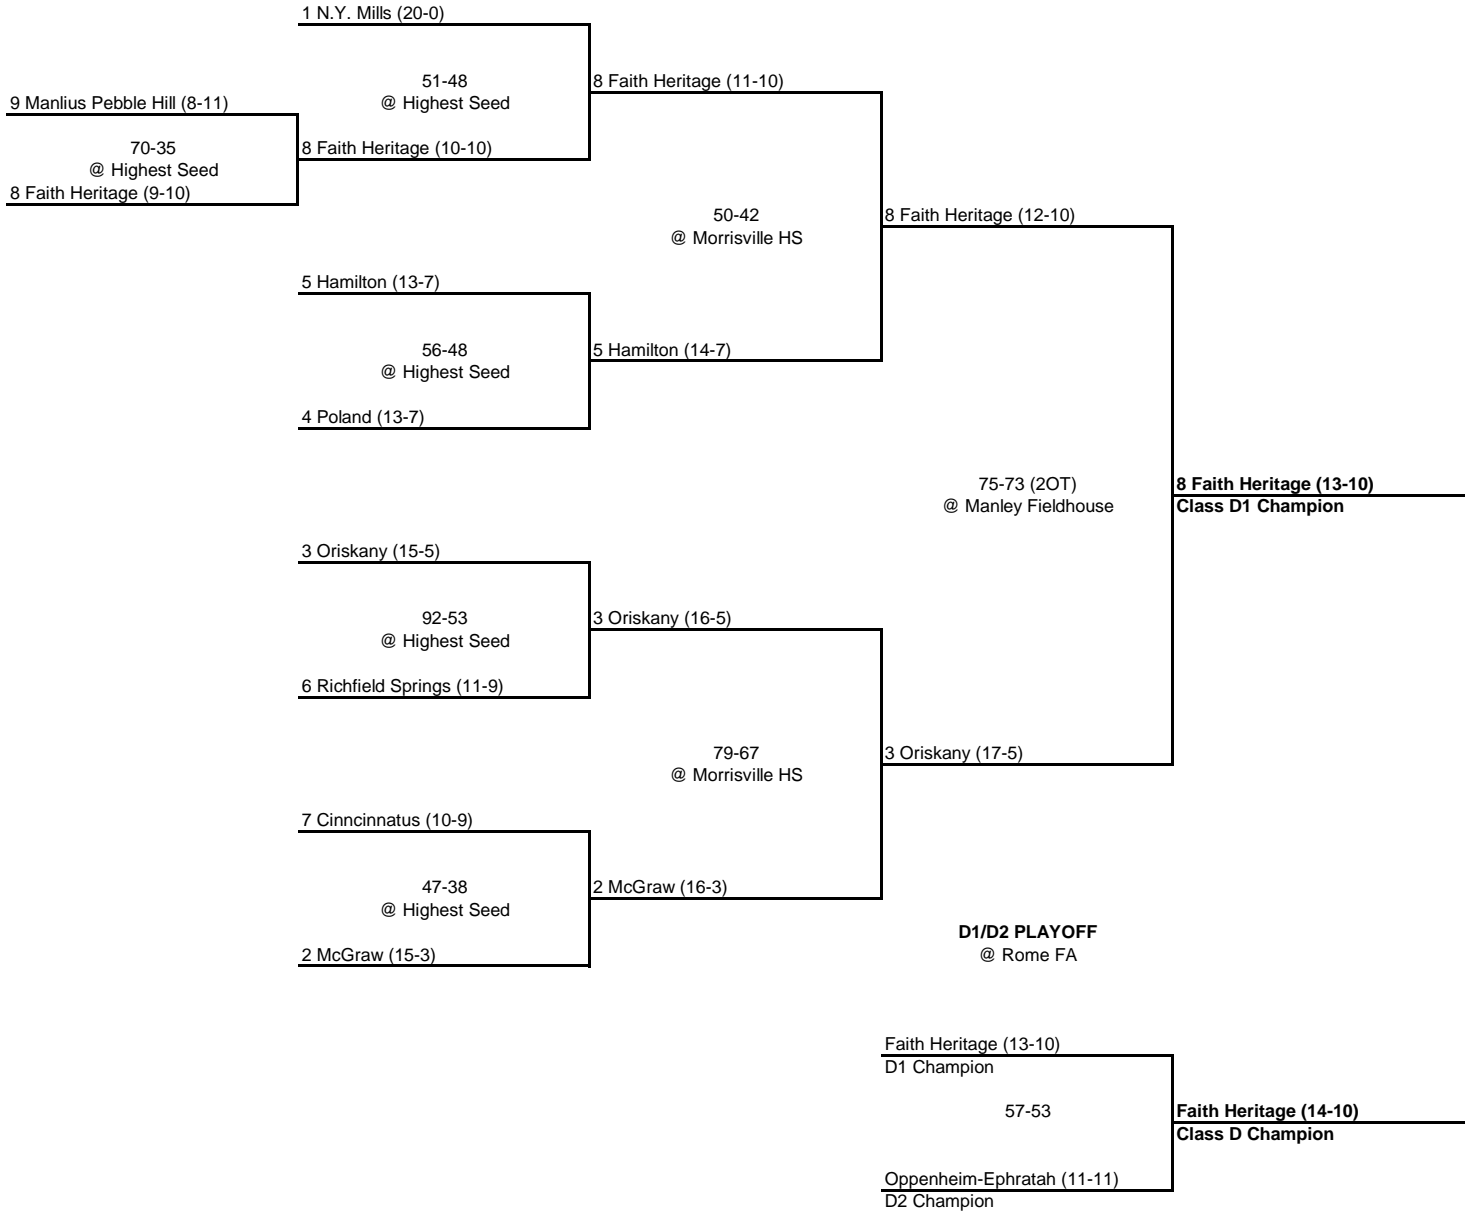 1 N.Y. Mills (20-0)
51-48
@ Highest Seed
8 Faith Heritage (11-10)
9 Manlius Pebble Hill (8-11)
70-35
@ Highest Seed
8 Faith Heritage (10-10)
8 Faith Heritage (9-10)
50-42
@ Morrisville HS
8 Faith Heritage (12-10)
5 Hamilton (13-7)
56-48
@ Highest Seed
5 Hamilton (14-7)
4 Poland (13-7)
75-73 (2OT)
@ Manley Fieldhouse
8 Faith Heritage (13-10)
Class D1 Champion
3 Oriskany (15-5)
92-53
@ Highest Seed
3 Oriskany (16-5)
6 Richfield Springs (11-9)
79-67
@ Morrisville HS
3 Oriskany (17-5)
7 Cinncinnatus (10-9)
47-38
@ Highest Seed
2 McGraw (16-3)
2 McGraw (15-3)
D1/D2 PLAYOFF
@ Rome FA
Faith Heritage (13-10)
D1 Champion
57-53
Faith Heritage (14-10)
Class D Champion
Oppenheim-Ephratah (11-11)
D2 Champion